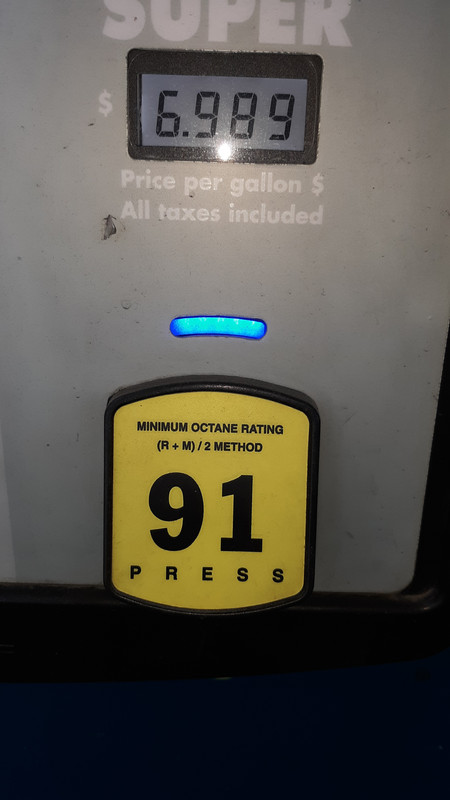 SUPER
$ 6.989
Price per gallon $
All taxes included
MINIMUM OCTANE RATING
(R + M) / 2 METHOD
91
PRESS